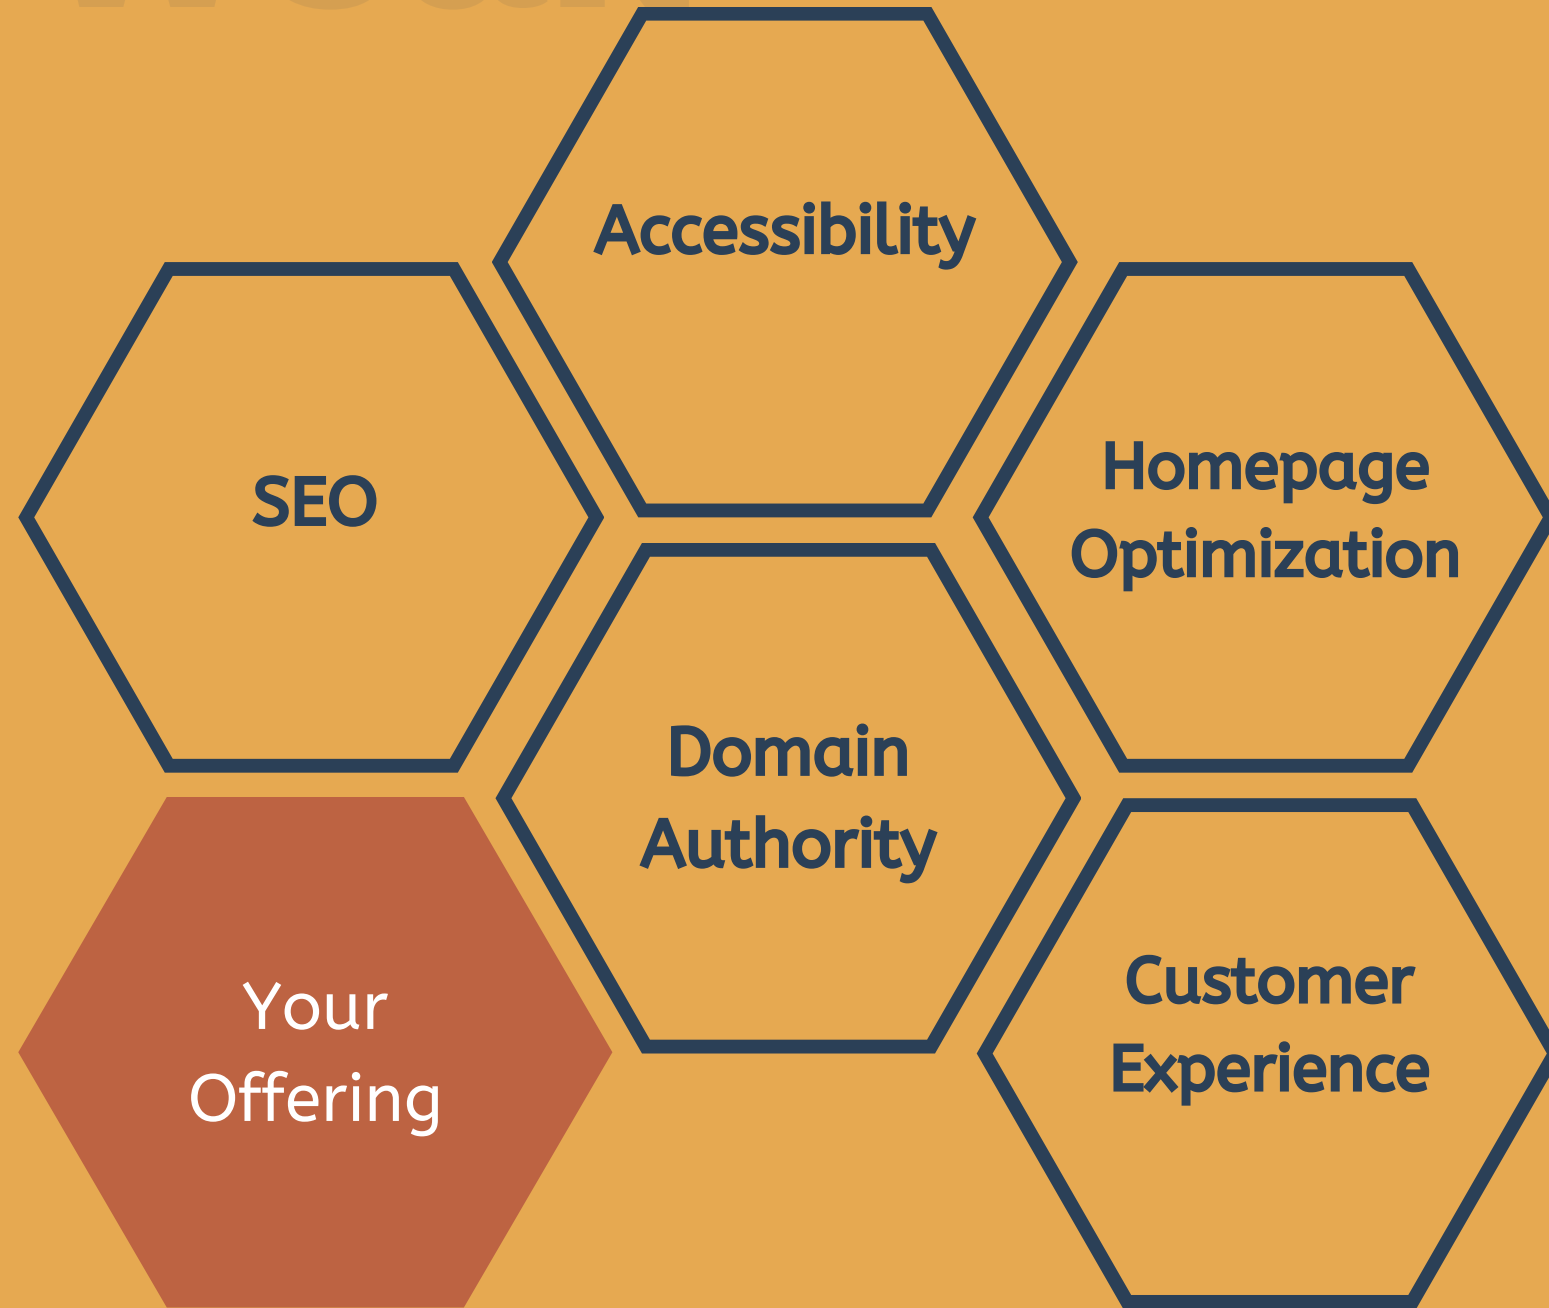 Accessibility
SEO
Homepage
Optimization
Domain
Authority
Your
Offering
Customer
Experience